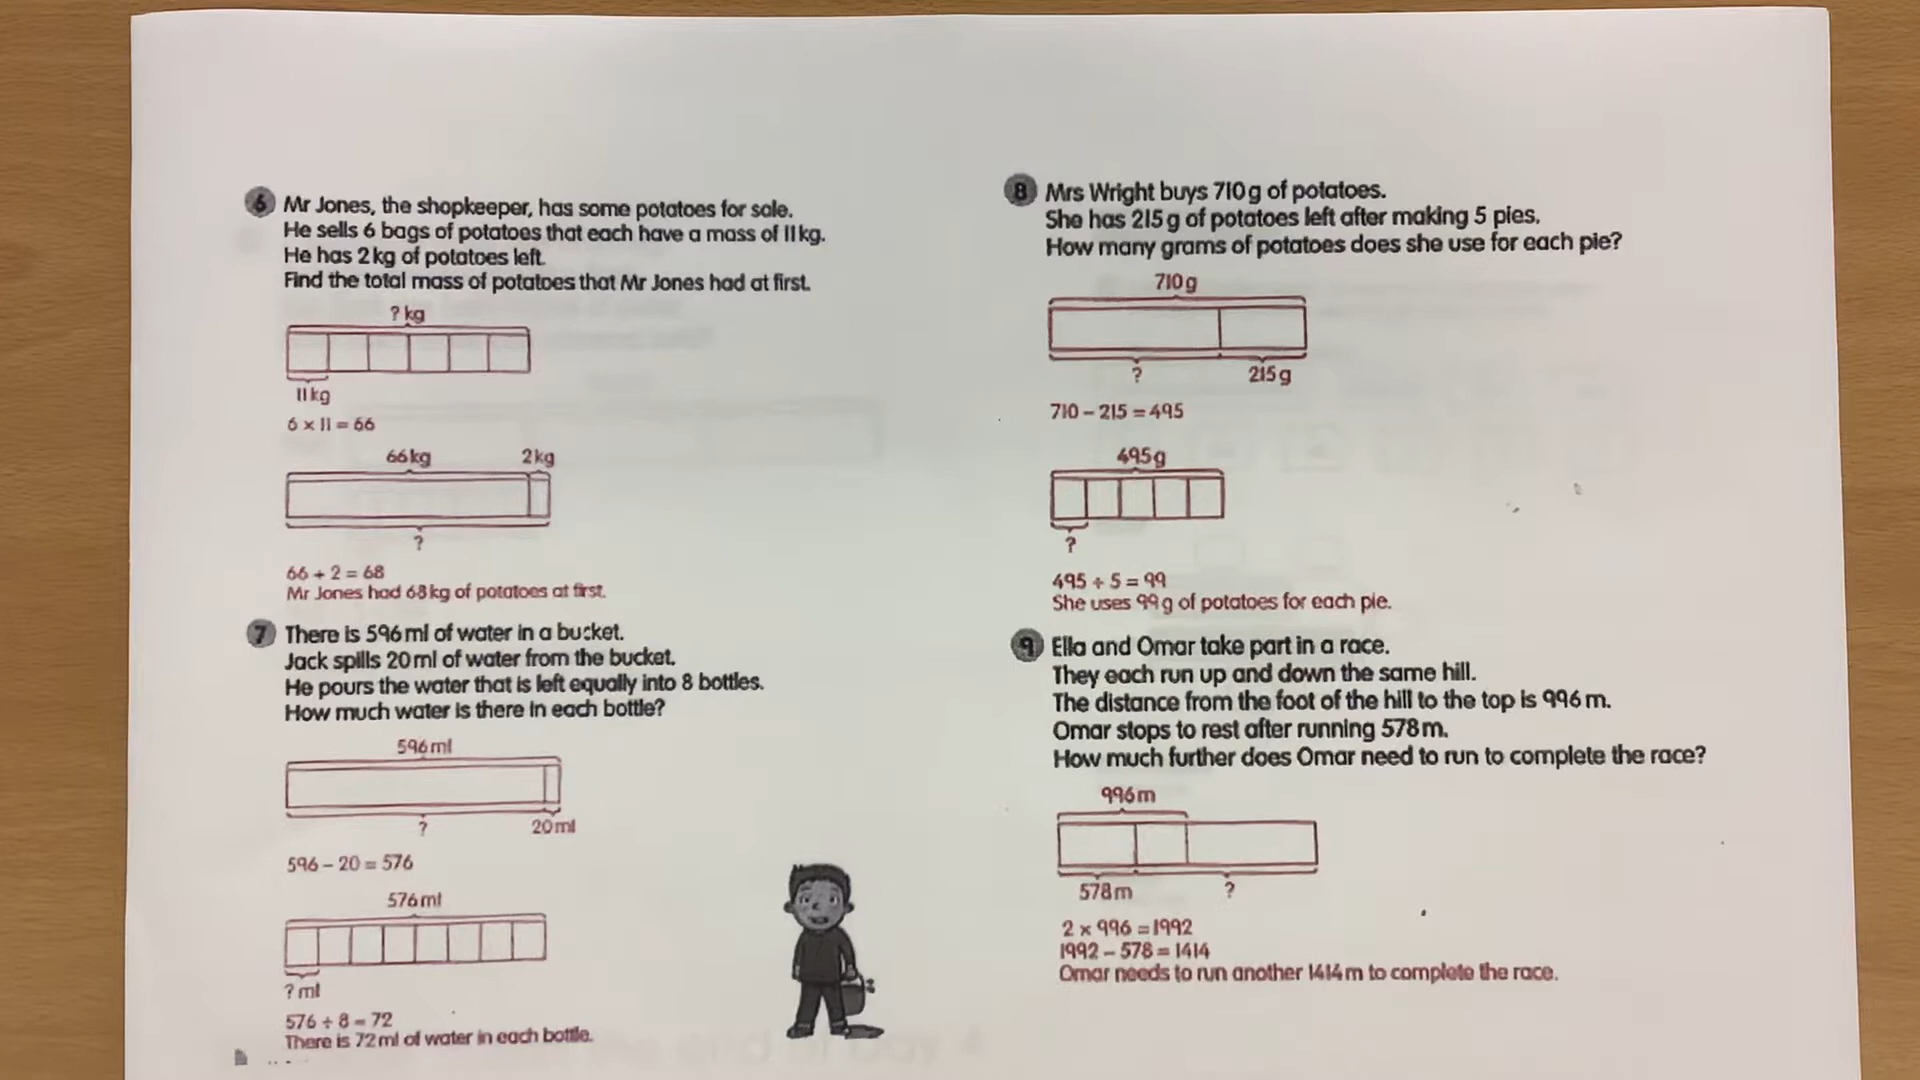 6 Mr Jones, the shopkeeper, has some potatoes for sale.
He sells 6 bags of potatoes that each have a mass of 11 kg.
He has 2 kg of potatoes left.
Find the total mass of potatoes that Mr Jones had at first.
? kg
11 kg
6 × 11 = 66
66 kg 2 kg
?
66 + 2 = 68
Mr Jones had 68 kg of potatoes at first.
7 There is 596 ml of water in a bucket.
Jack spills 20 ml of water from the bucket.
He pours the water that is left equally into 8 bottles.
How much water is there in each bottle?
596 ml
? 20 ml
596 – 20 = 576
576 ml
? ml
576 ÷ 8 = 72
There is 72 ml of water in each bottle.
8 Mrs Wright buys 710 g of potatoes.
She has 215 g of potatoes left after making 5 pies.
How many grams of potatoes does she use for each pie?
710 g
? 215 g
710 – 215 = 495
495 g
?
495 ÷ 5 = 99
She uses 99 g of potatoes for each pie.
9 Ella and Omar take part in a race.
They each run up and down the same hill.
The distance from the foot of the hill to the top is 996 m.
Omar stops to rest after running 578 m.
How much further does Omar need to run to complete the race?
996 m
578 m ?
2 × 996 = 1992
1992 – 578 = 1414
Omar needs to run another 1414 m to complete the race.